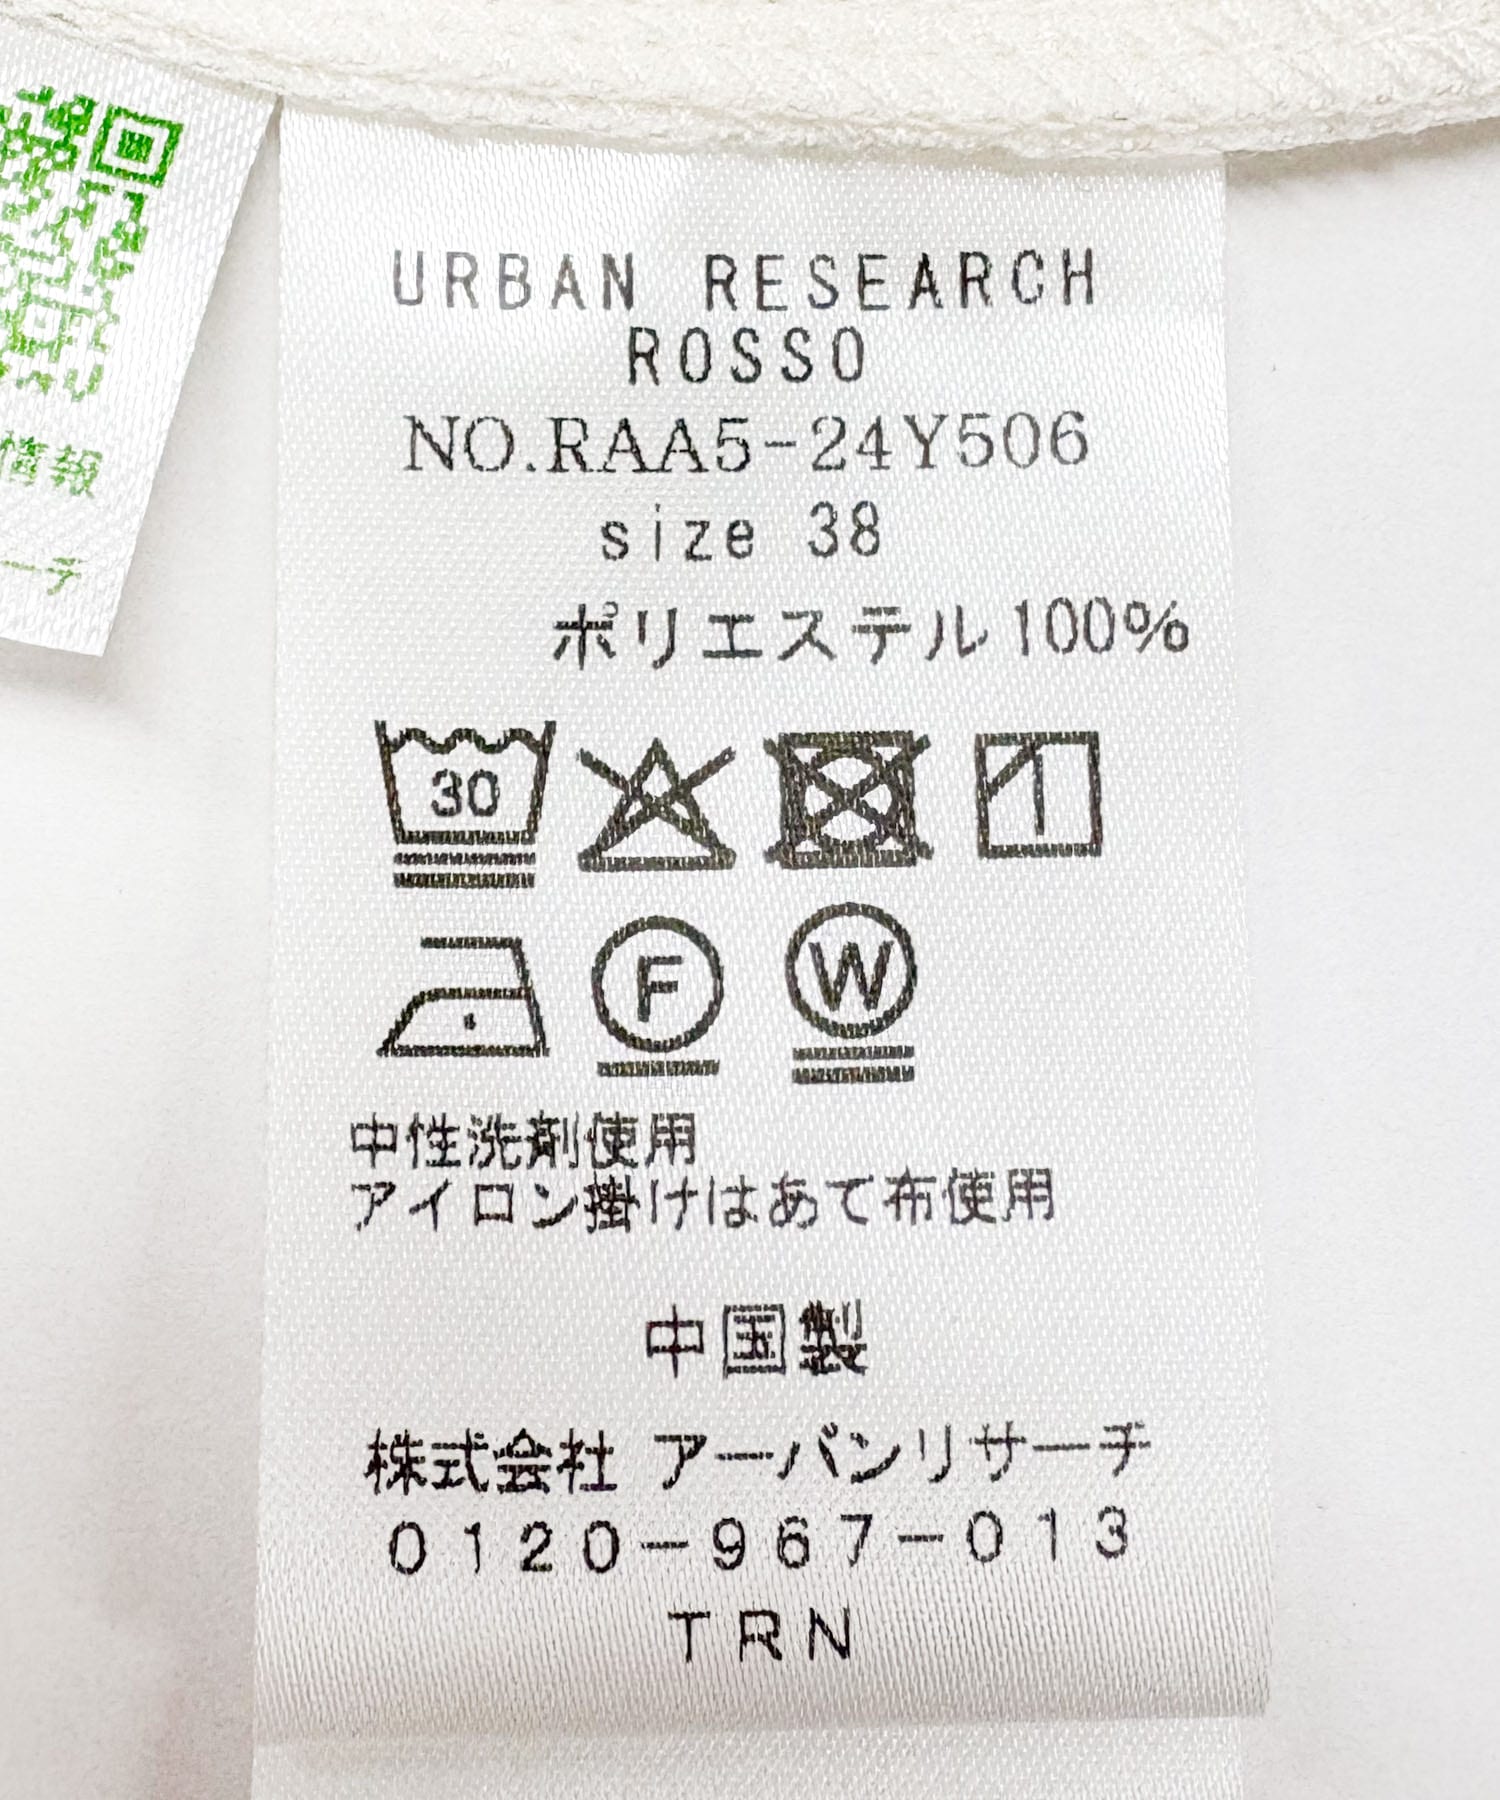 情報
ーチ
URBAN RESEARCH
ROSSO
NO.RAA5-24Y506
size 38
ポリエステル100%
30
F
W
中性洗剤使用
アイロン掛けはあて布使用
中国製
株式会社 アーバンリサーチ
0120-967-013
TRN